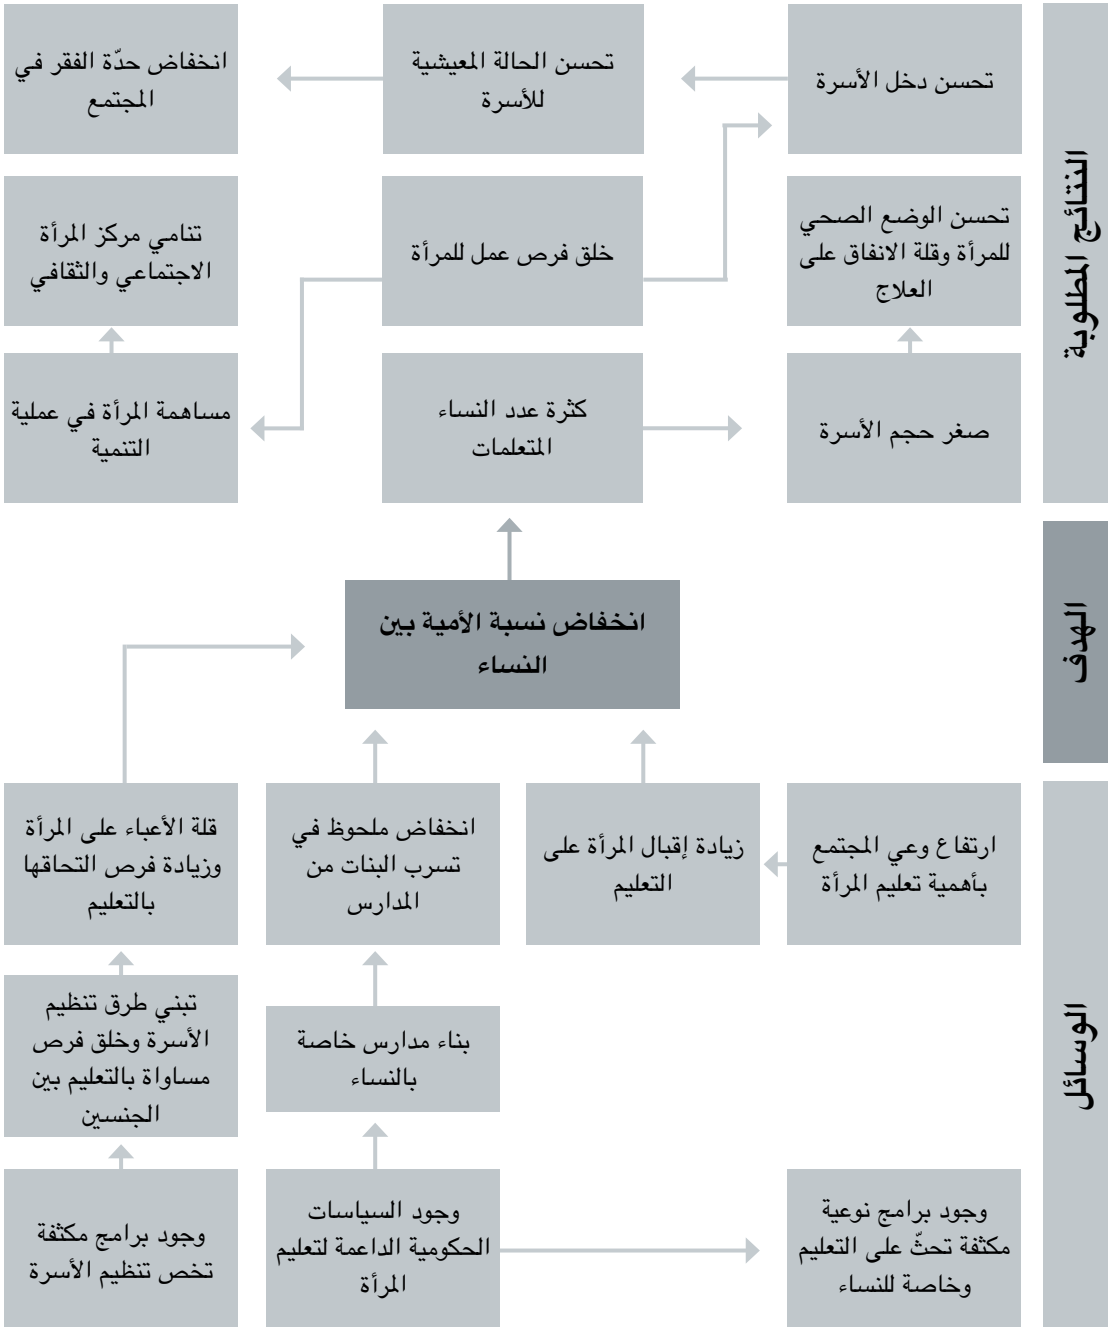 النتائج المطلوبة
تحسن دخل الأسرة
تحسن الحالة المعيشية
للأسرة
انخفاض حدّة الفقر في
المجتمع
تحسن الوضع الصحي
للمرأة وقلة الانفاق على
العلاج
خلق فرص عمل للمرأة
تنامي مركز المرأة
الاجتماعي والثقافي
صغر حجم الأسرة
كثرة عدد النساء
المتعلمات
مساهمة المرأة في عملية
التنمية
الهدف
انخفاض نسبة الأمية بين
النساء
الوسائل
ارتفاع وعي المجتمع
بأهمية تعليم المرأة
زيادة إقبال المرأة على
التعليم
انخفاض ملحوظ في
تسرب البنات من
المدارس
قلة الأعباء على المرأة
وزيادة فرص التحاقها
بالتعليم
بناء مدارس خاصة
بالنساء
تبني طرق تنظيم
الأسرة وخلق فرص
مساواة بالتعليم بين
الجنسين
وجود برامج نوعية
مكثفة تحثّ على التعليم
وخاصة للنساء
وجود السياسات
الحكومية الداعمة لتعليم
المرأة
وجود برامج مكثفة
تخص تنظيم الأسرة